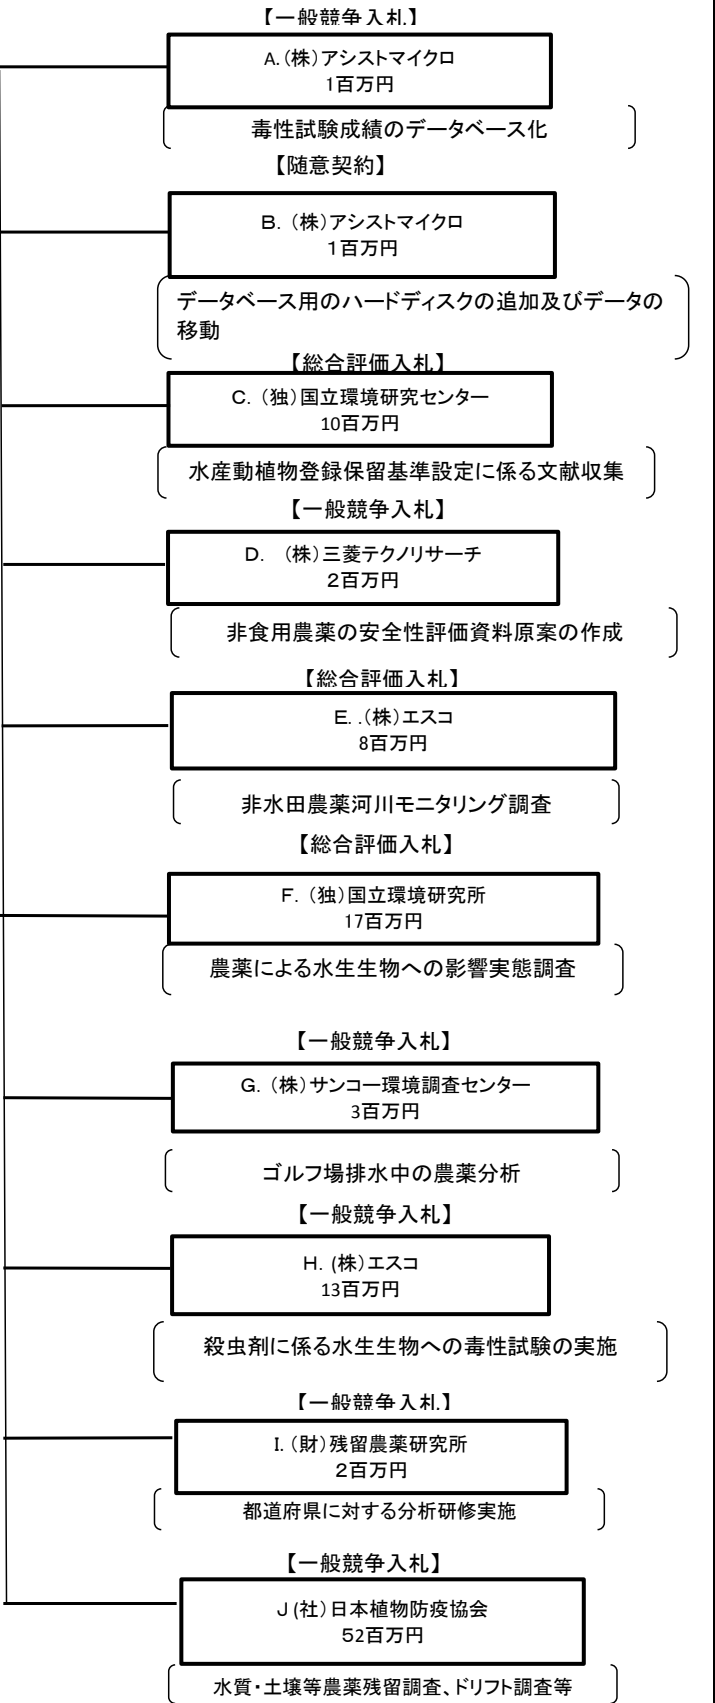 【一般競争入札】
A.（株）アシストマイクロ
1百万円
毒性試験成績のデータベース化
【随意契約】
B.（株）アシストマイクロ
１百万円
データベース用のハードディスクの追加及びデータの
移動
【総合評価入札】
C.（独）国立環境研究センター
10百万円
水産動植物登録保留基準設定に係る文献収集
【一般競争入札】
D.　（株）三菱テクノリサーチ
２百万円
非食用農薬の安全性評価資料原案の作成
【総合評価入札】
E. .（株）エスコ
8百万円
非水田農薬河川モニタリング調査
【総合評価入札】
F.（独）国立環境研究所
17百万円
農薬による水生生物への影響実態調査
【一般競争入札】
G.（株）サンコー環境調査センター
3百万円
ゴルフ場排水中の農薬分析
【一般競争入札】
H. (株）エスコ
13百万円
殺虫剤に係る水生生物への毒性試験の実施
【一般競争入札】
I.（財）残留農薬研究所
２百万円
都道府県に対する分析研修実施
【一般競争入札】
J (社）日本植物防疫協会
52百万円
水質・土壌等農薬残留調査、ドリフト調査等